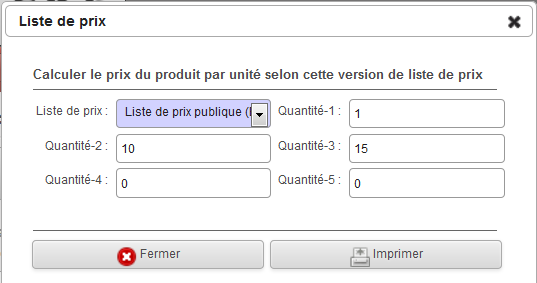 Liste de prix
Calculer le prix du produit par unité selon cette version de liste de prix
Liste de prix : Liste de prix publique ( Quantité-1 : 1
Quantité-2 : 10 Quantité-3 : 15
Quantité-4 : 0 Quantité-5 : 0
Fermer Imprimer